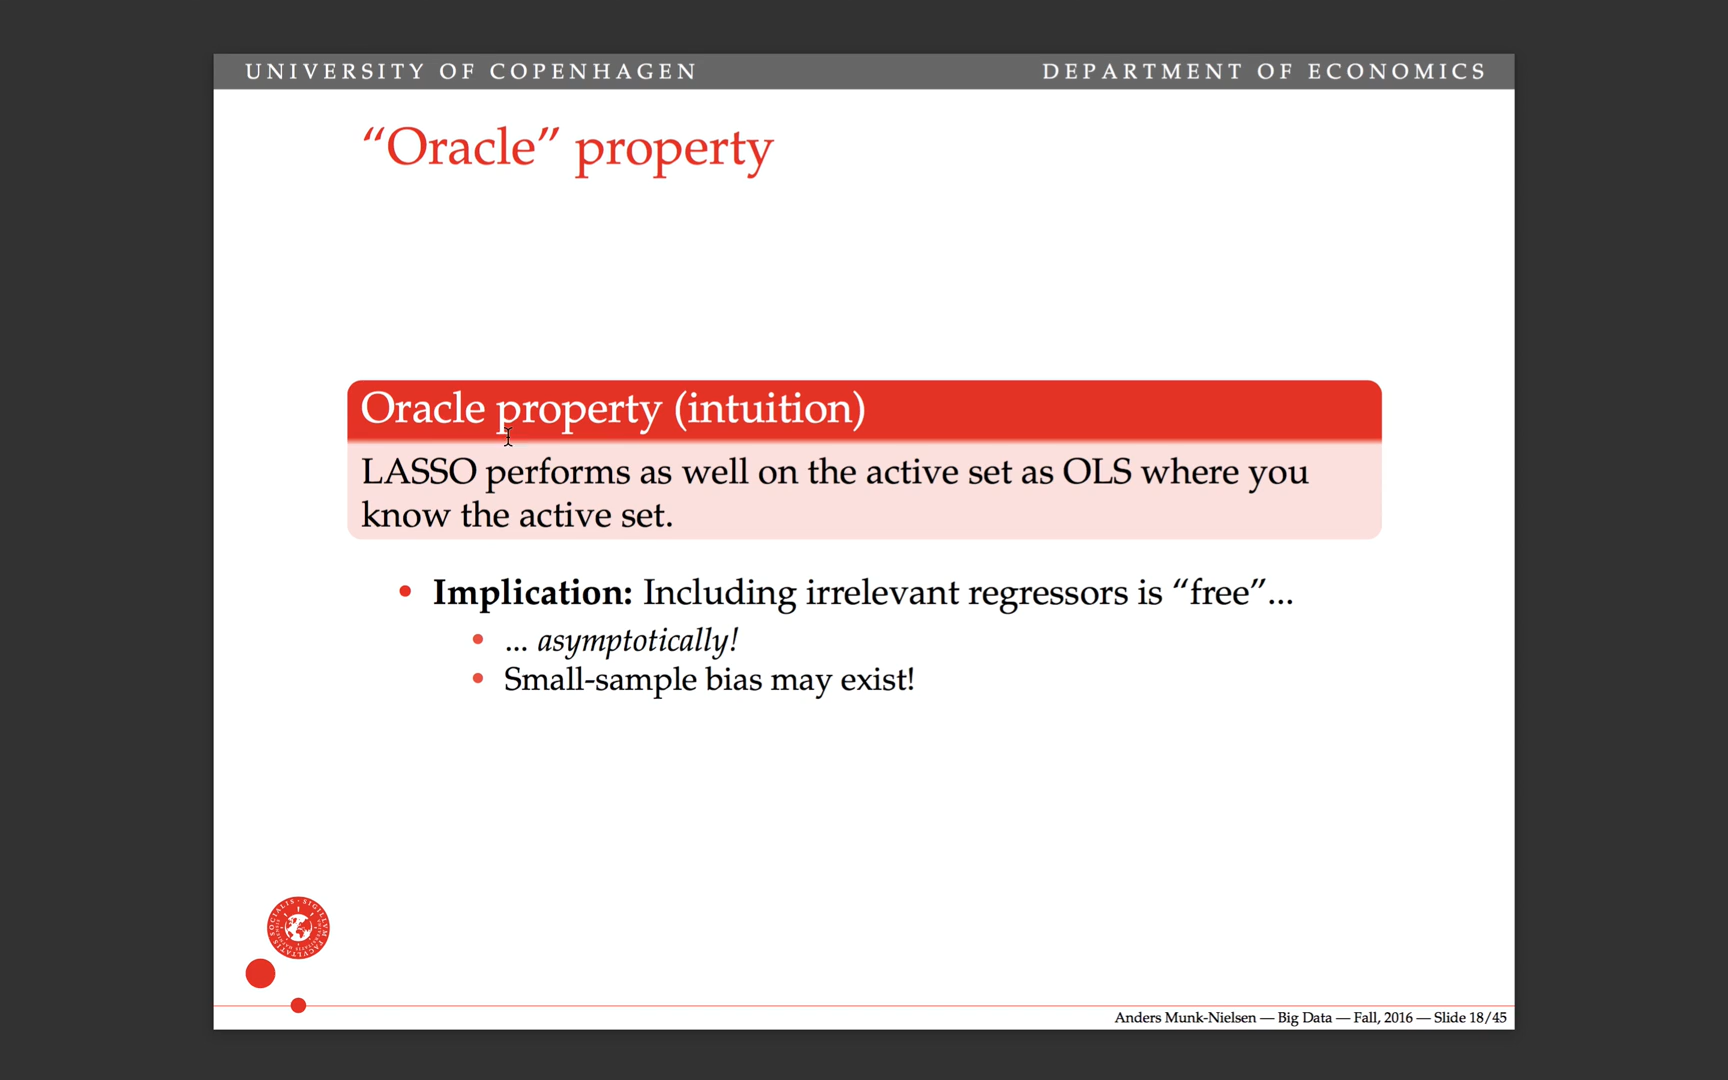 UNIVERSITY OF COPENHAGEN
DEPARTMENT OF ECONOMICS
“Oracle” property
Oracle property (intuition)
LASSO performs as well on the active set as OLS where you
know the active set.
• Implication: Including irrelevant regressors is “free”...
• ... asymptotically!
• Small-sample bias may exist!
Anders Munk-Nielsen — Big Data — Fall, 2016 — Slide 18/45